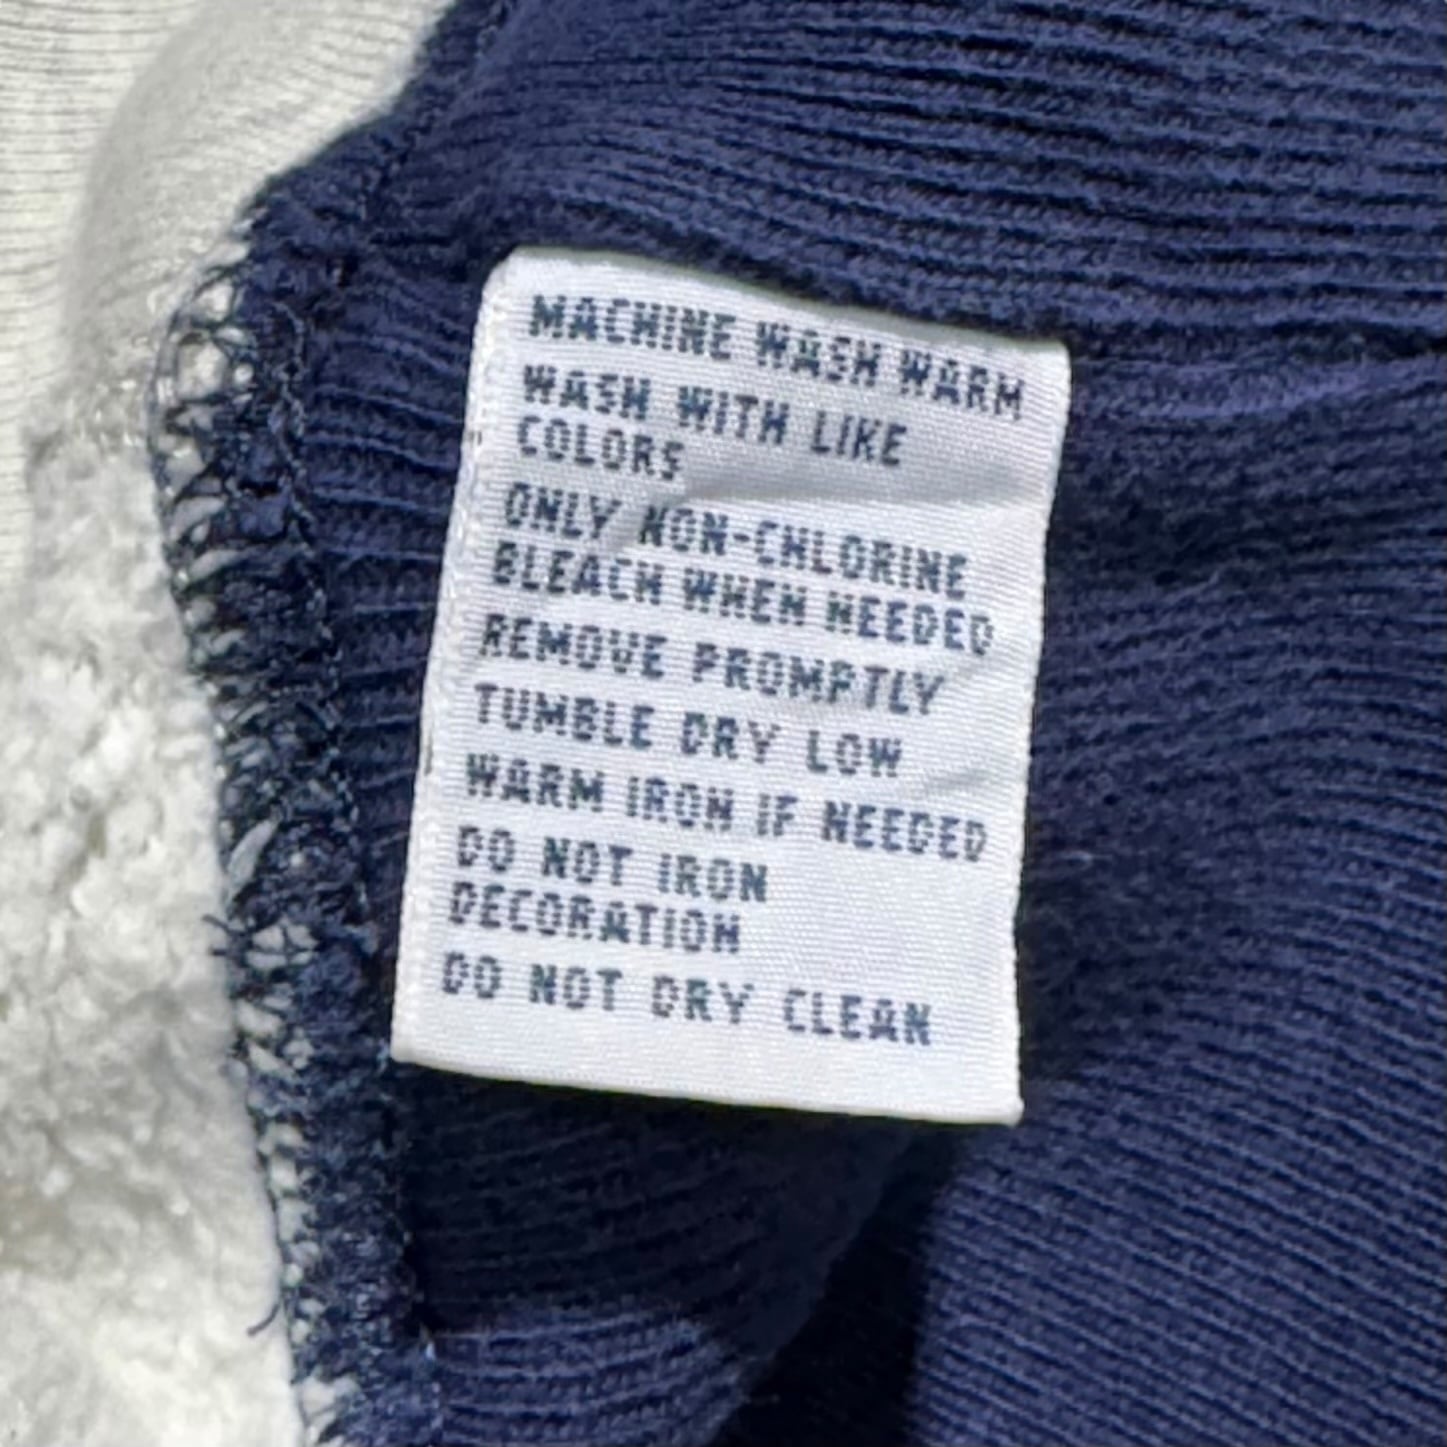 MACHINE WASH WARM
WASH WITH LIKE
COLORS
ONLY NON-CHLORINE
BLEACH WHEN NEEDED
REMOVE PROMPTLY
TUMBLE DRY LOW
WARM IRON IF NEEDED
DO NOT IRON
DECORATION
DO NOT DRY CLEAN